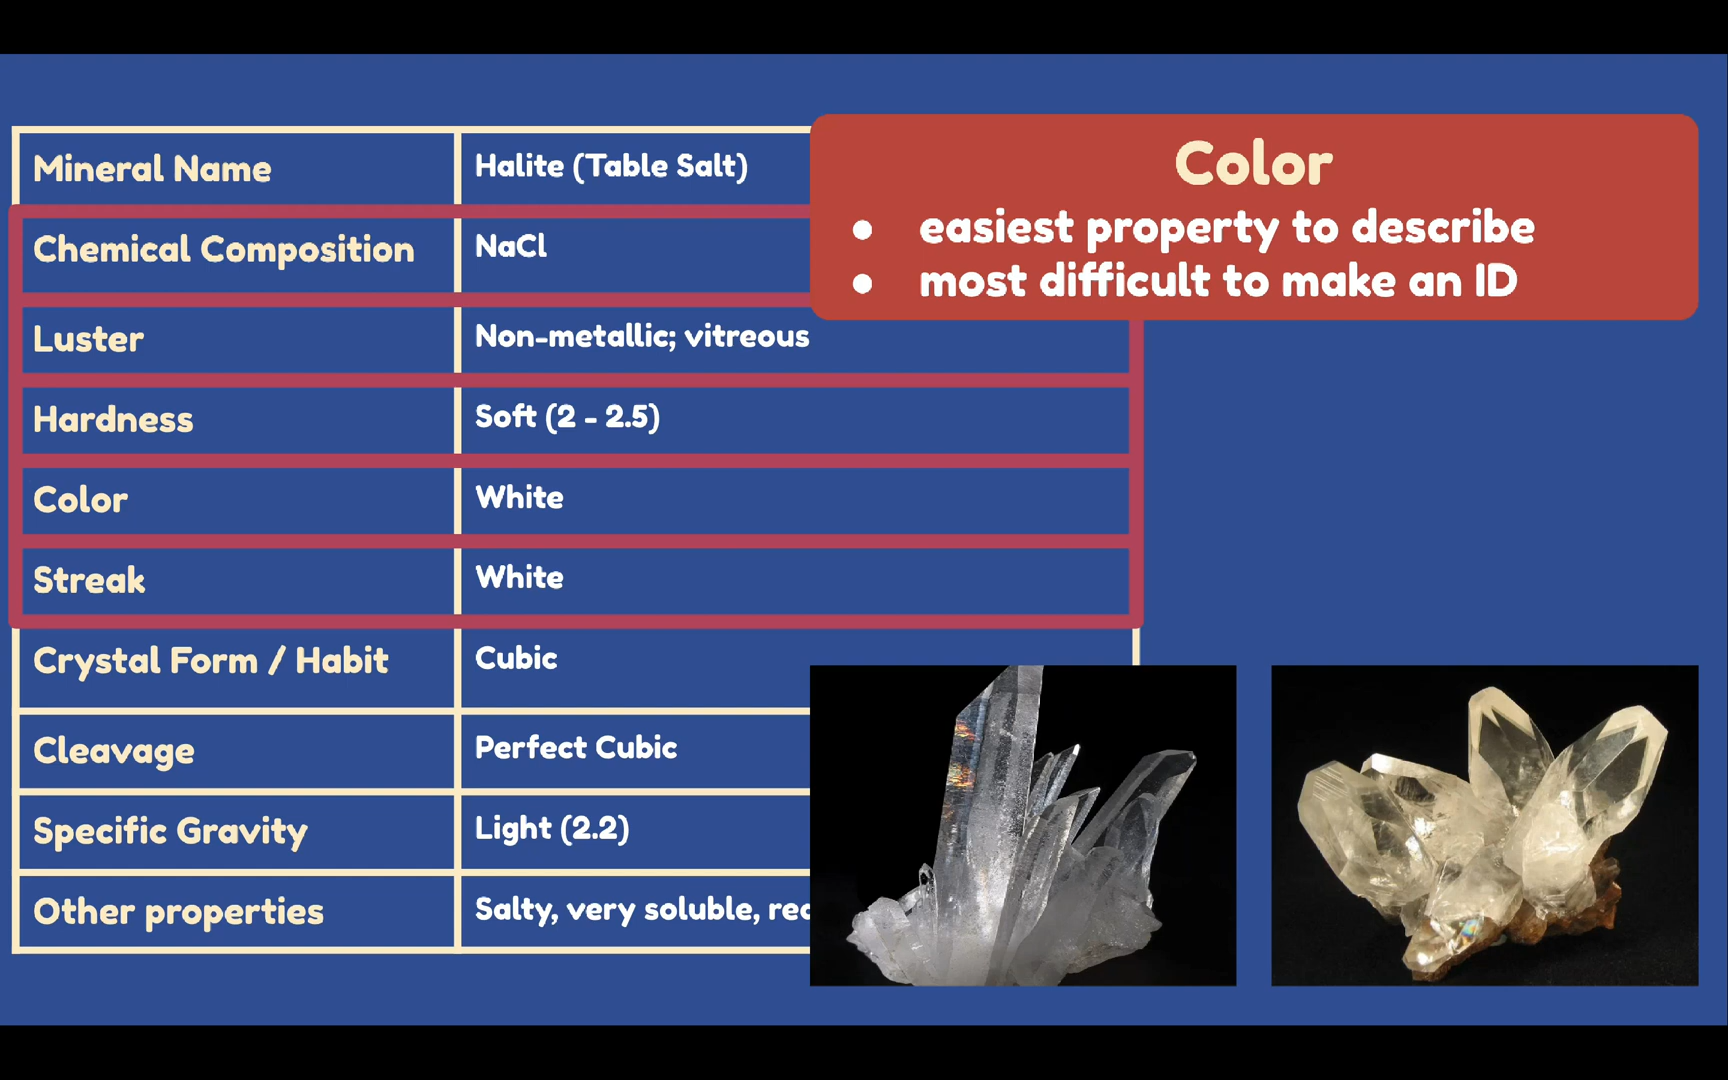 Mineral Name Halite (Table Salt)
Chemical Composition NaCl
Luster Non-metallic; vitreous
Hardness Soft (2 - 2.5)
Color White
Streak White
Crystal Form / Habit Cubic
Cleavage Perfect Cubic
Specific Gravity Light (2.2)
Other properties Salty, very soluble,
Color
● easiest property to describe
● most difficult to make an ID